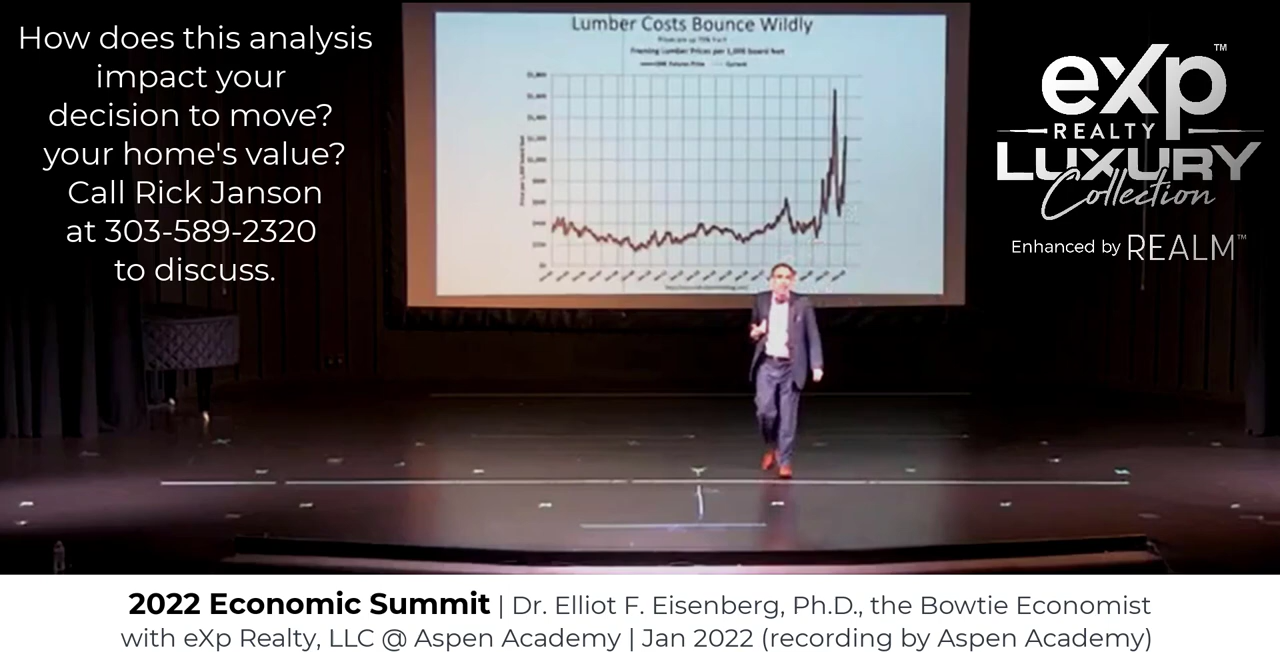 How does this analysis
impact your
decision to move?
your home's value?
Call Rick Janson
at 303-589-2320
to discuss.
Lumber Costs Bounce Wildly
Framing Lumber Prices per 1,000 board feet
eXp™
REALTY
LUXURY
Collection
Enhanced by REALM™
2022 Economic Summit | Dr. Elliot F. Eisenberg, Ph.D., the Bowtie Economist
with eXp Realty, LLC @ Aspen Academy | Jan 2022 (recording by Aspen Academy)